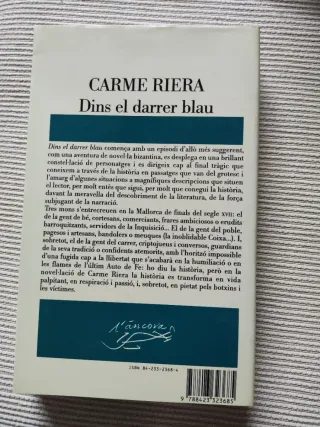 CARME RIERA
Dins el darrer blau
Dins el darrer blau comença amb un episodi d'allò més suggerent,
com una aventura de novel·la bizantina, es desplega en una brillant
constel·lació de personatges i es dirigeix cap al final tràgic que
coneixem a través de la història en passatges que van del grotesc i
l'amarg d'algunes situacions a magnífiques descripcions que situen
el lector, per molt entès que sigui, per molt que conegui la història,
davant la meravella del descobriment de la literatura, de la força
subjugant de la narració.
Tres mons s'entrecreuen en la Mallorca de finals del segle XVII: el
de la gent de bé, cortesans, comerciants, frares ambiciosos o erudits
barroquitzants, servidors de la Inquisició... El de la gent del poble,
pagesos i artesans, bandolers o meuques (la inoblidable Coixa...). I,
sobretot, el de la gent del carrer, criptojueus i conversos, guardians
de la seva tradició o confidents atemorits, amb l'horitzó impossible
d'una fugida cap a la llibertat que s'acabarà en la humiliació o en
les flames de l'últim Auto de Fe: ho diu la història, però en la
novel·lació de Carme Riera la història es transforma en vida
palpitant, en respiració i passió, i, sobretot, en pietat pels botxins i
les víctimes.
l'àncora
ISBN 84-233-2368-4
9 788423 323685